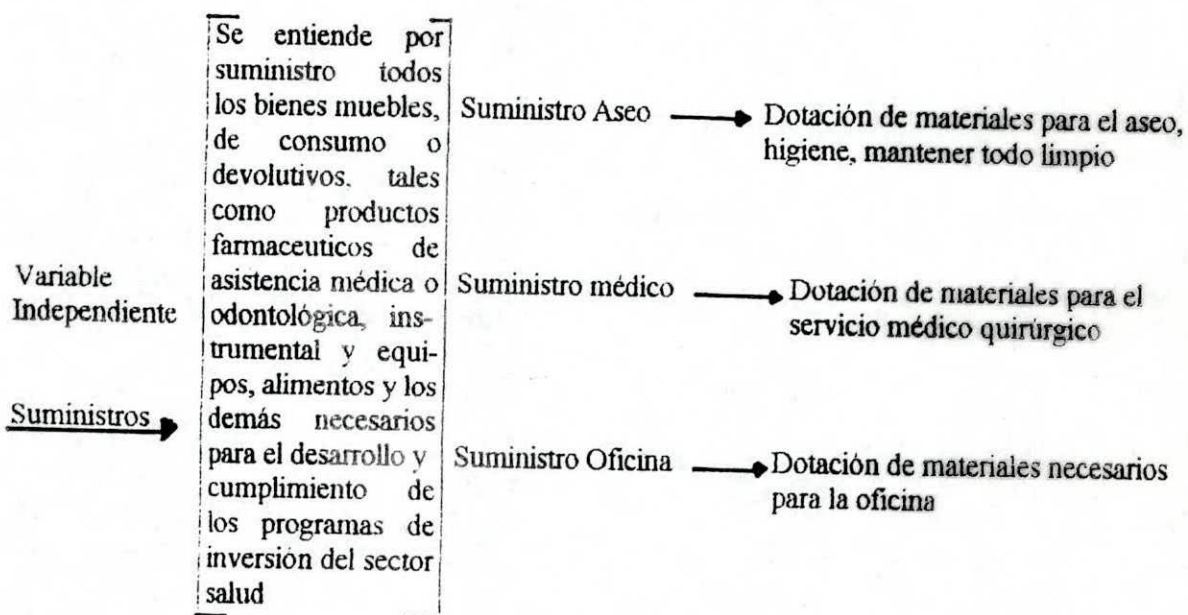 Variable
Independiente
Suministros
Se entiende por
suministro todos
los bienes muebles,
de consumo o
devolutivos. tales
como productos
farmaceuticos de
asistencia médica o
odontológica, ins-
trumental y equi-
pos, alimentos y los
demás necesarios
para el desarrollo y
cumplimiento de
los programas de
inversión del sector
salud
Suministro Aseo
Dotación de materiales para el aseo,
higiene, mantener todo limpio
Suministro médico
Dotación de materiales para el
servicio médico quirúrgico
Suministro Oficina
Dotación de materiales necesarios
para la oficina